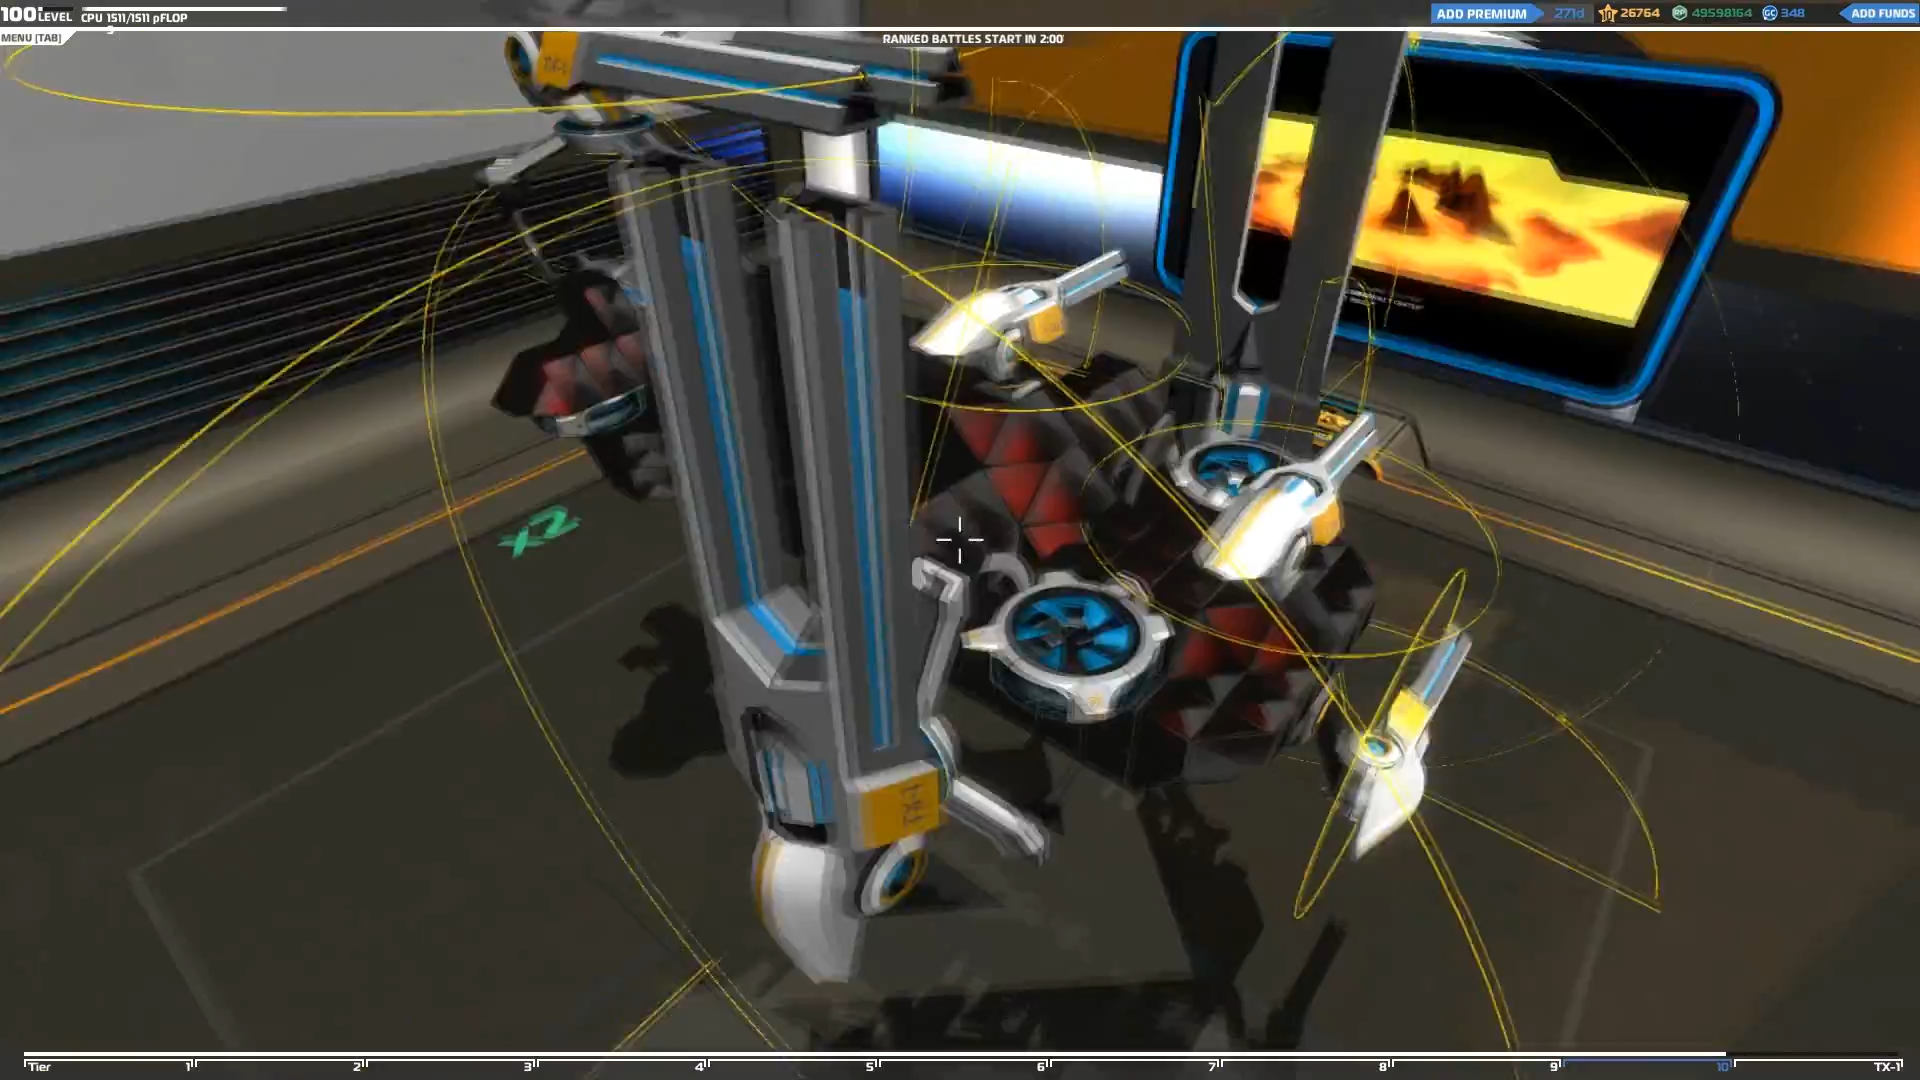 100 LEVEL CPU 1511/1511 pFLOP
ADD PREMIUM 271d 26764 49598164 GC 348 ADD FUNDS
MENU [TAB]
RANKED BATTLES START IN 2:00
x2
Tier 1 2 3 4 5 6 7 8 9 10 TX-1